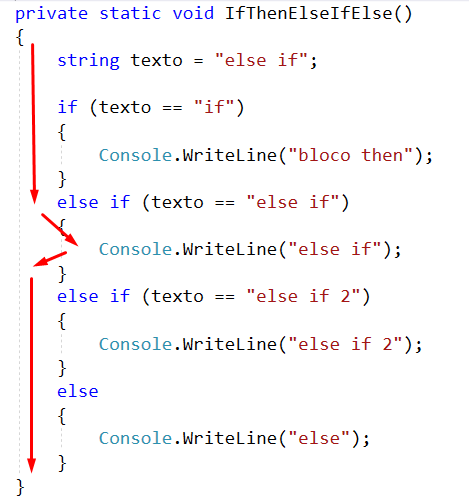 private static void IfThenElseIfElse()
{
    string texto = "else if";
    if (texto == "if")
    {
        Console.WriteLine("bloco then");
    }
    else if (texto == "else if")
    {
        Console.WriteLine("else if");
    }
    else if (texto == "else if 2")
    {
        Console.WriteLine("else if 2");
    }
    else
    {
        Console.WriteLine("else");
    }
}